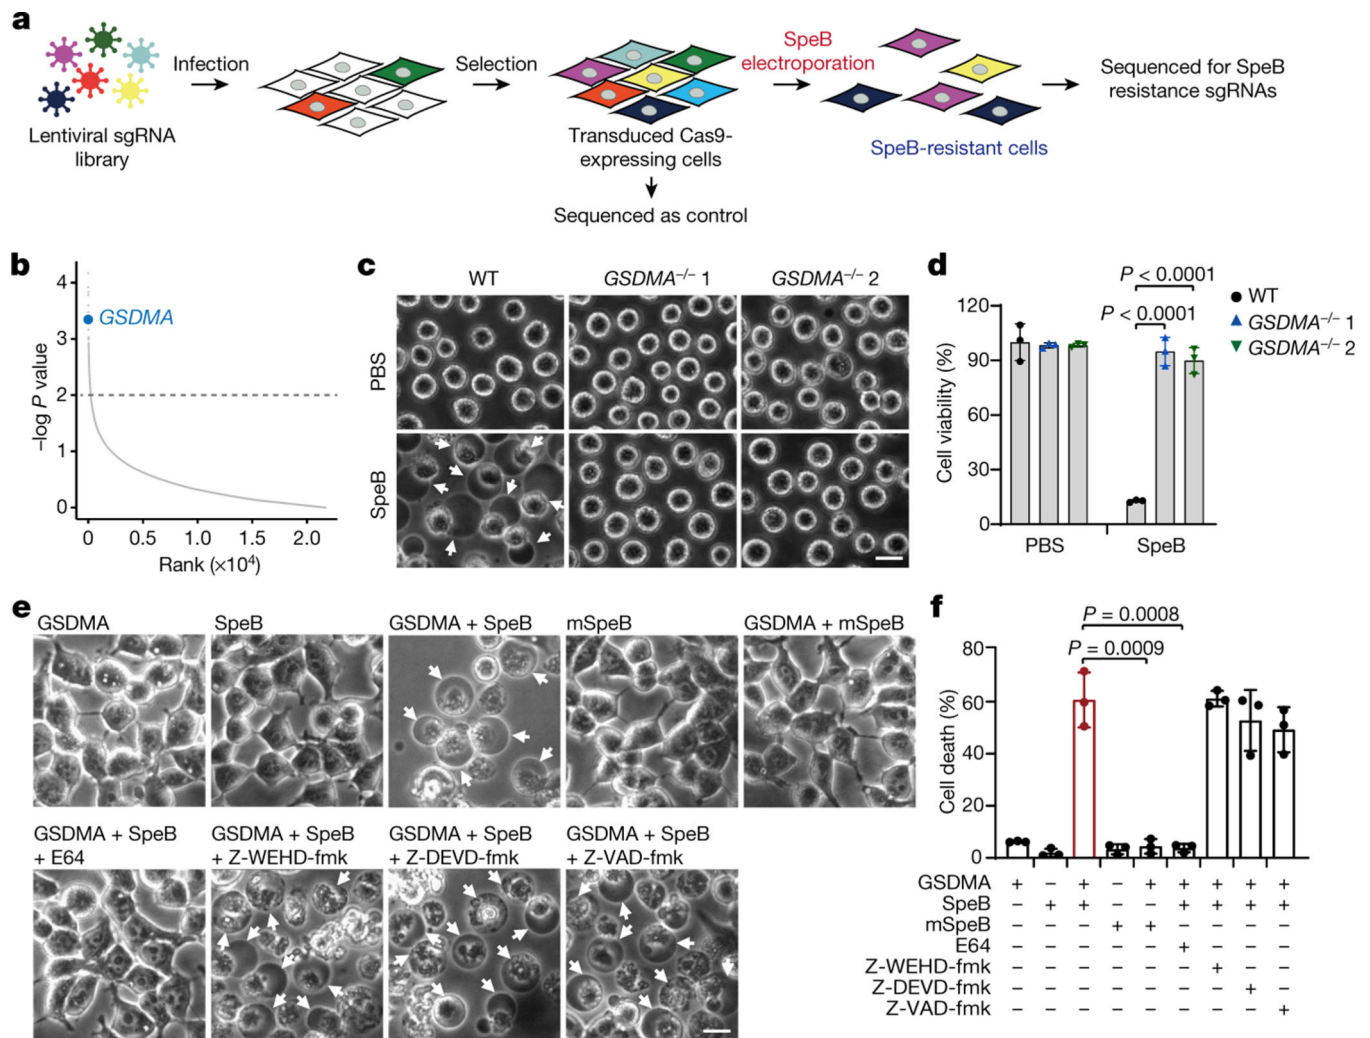 a
Infection
Selection
SpeB
electroporation
Sequenced for SpeB
resistance sgRNAs
Lentiviral sgRNA
library
Transduced Cas9-
expressing cells
SpeB-resistant cells
Sequenced as control
b
4
3
2
1
0
–log P value
GSDMA
0
0.5
1.0
1.5
2.0
Rank (×10⁴)
c
WT
GSDMA⁻/⁻ 1
GSDMA⁻/⁻ 2
PBS
SpeB
d
P < 0.0001
P < 0.0001
120
90
60
30
0
Cell viability (%)
PBS
SpeB
WT
GSDMA⁻/⁻ 1
GSDMA⁻/⁻ 2
e
GSDMA
SpeB
GSDMA + SpeB
mSpeB
GSDMA + mSpeB
GSDMA + SpeB
+ E64
GSDMA + SpeB
+ Z-WEHD-fmk
GSDMA + SpeB
+ Z-DEVD-fmk
GSDMA + SpeB
+ Z-VAD-fmk
f
P = 0.0008
P = 0.0009
80
60
40
20
0
Cell death (%)
GSDMA + – + – + + + + +
SpeB – + + – – + + + +
mSpeB – – – + + – – – –
E64 – – – – – + – – –
Z-WEHD-fmk – – – – – – + – –
Z-DEVD-fmk – – – – – – – + –
Z-VAD-fmk – – – – – – – – +